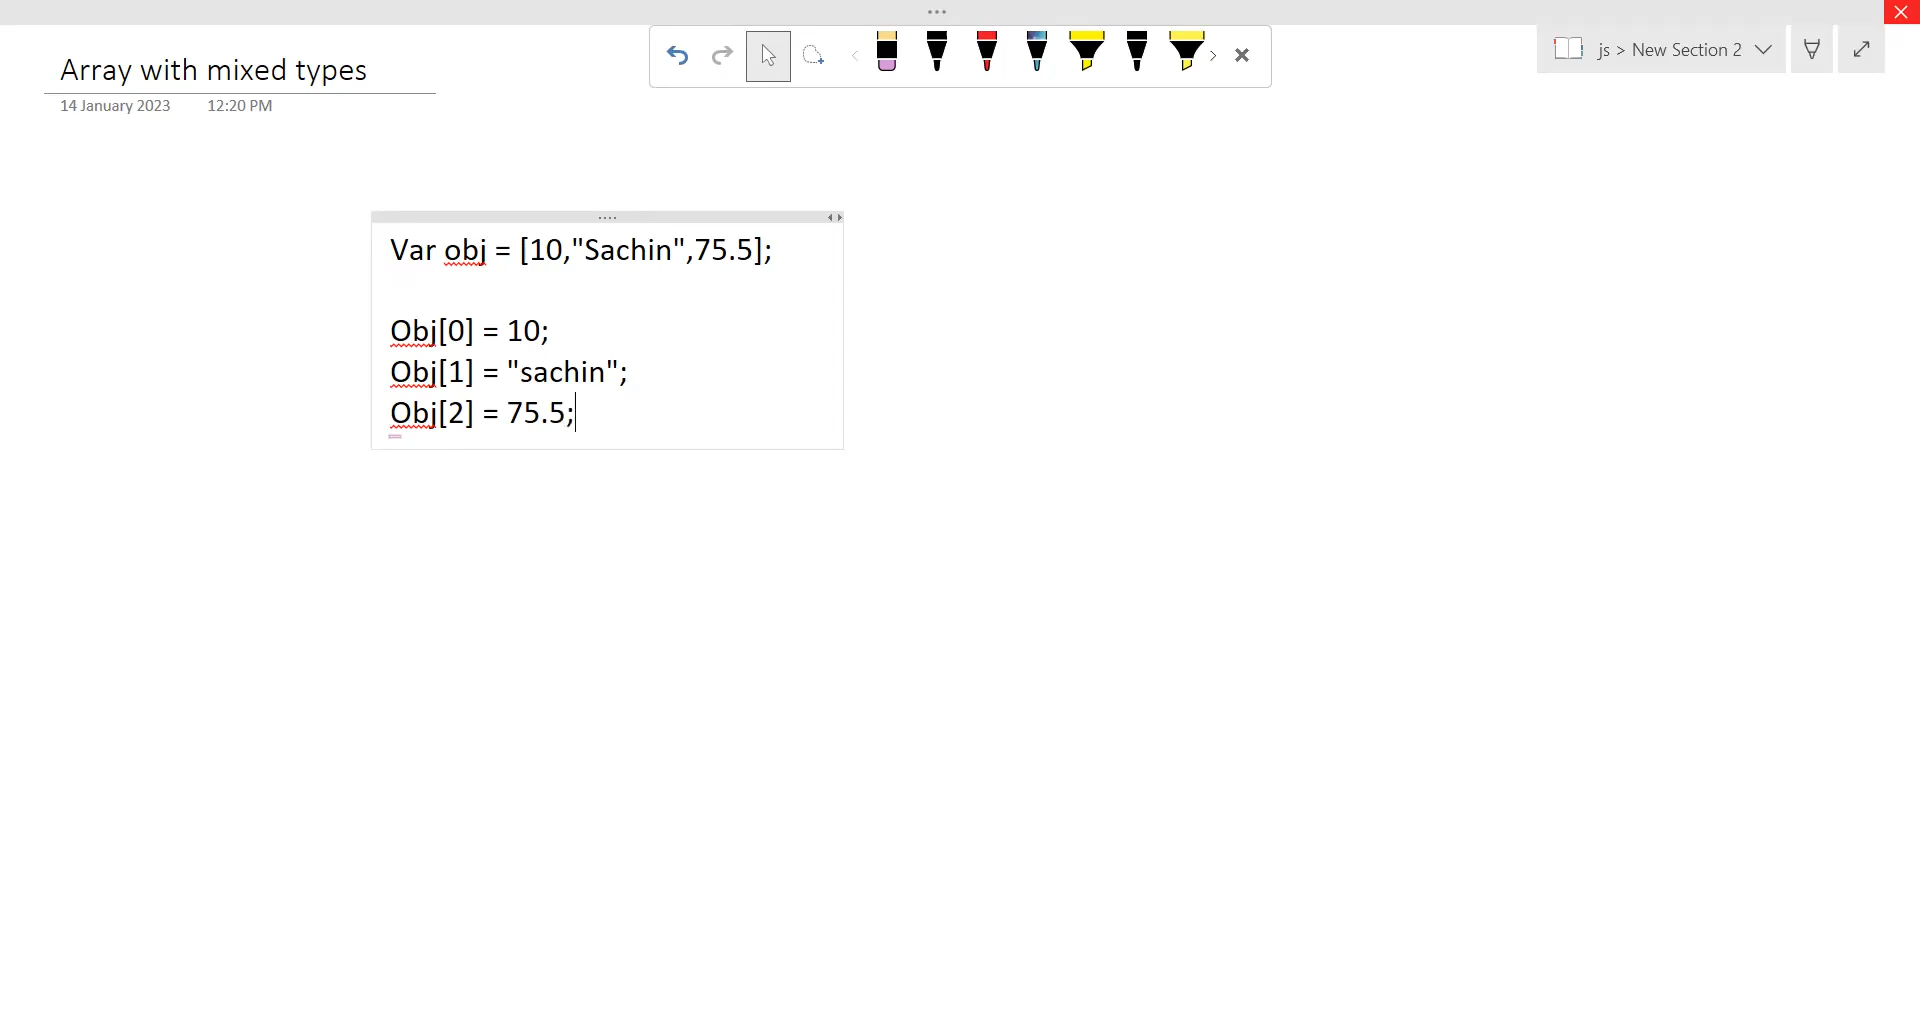 js > New Section 2
Array with mixed types
14 January 2023 12:20 PM
Var obj = [10,"Sachin",75.5];
Obj[0] = 10;
Obj[1] = "sachin";
Obj[2] = 75.5;